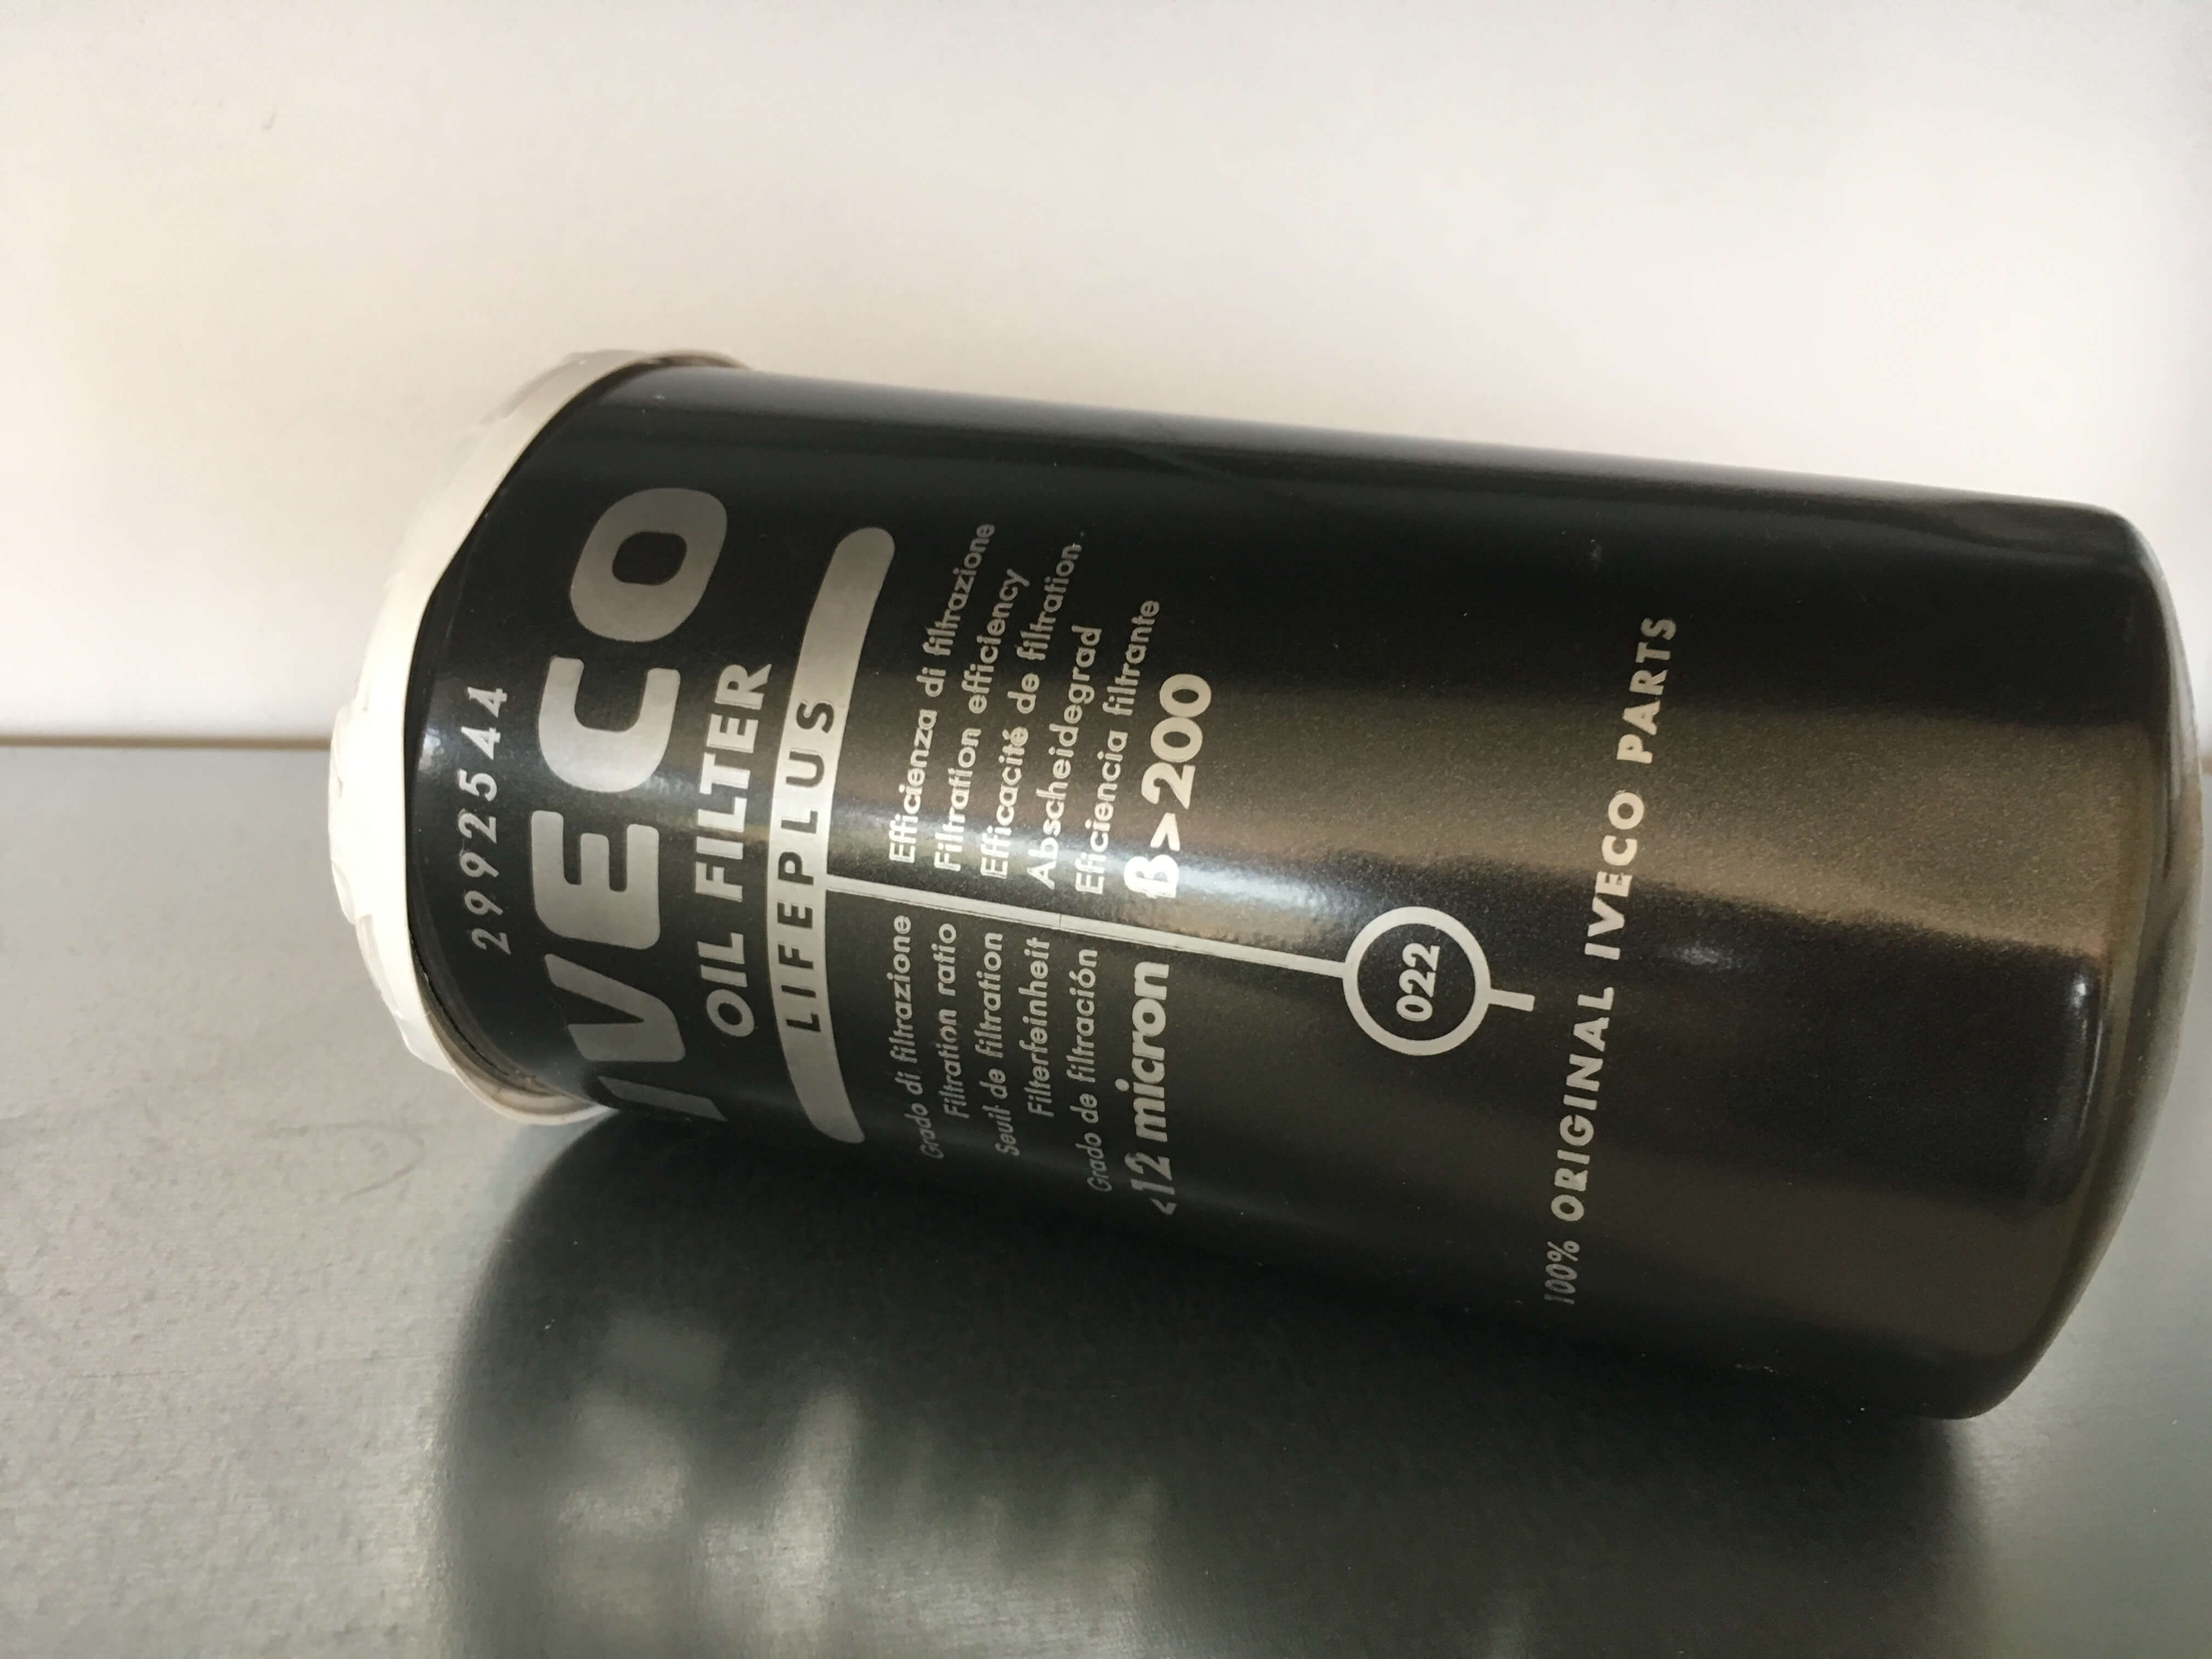 2992544
IVECO
OIL FILTER
LIFEPLUS
Grado di filtrazione
Filtration ratio
Seuil de filtration
Filterfeinheit
Grado de filtración
<12 micron
Efficienza di filtrazione
Filtration efficiency
Efficacité de filtration
Abscheidegrad
Eficiencia filtrante
β>200
022
100% ORIGINAL IVECO PARTS